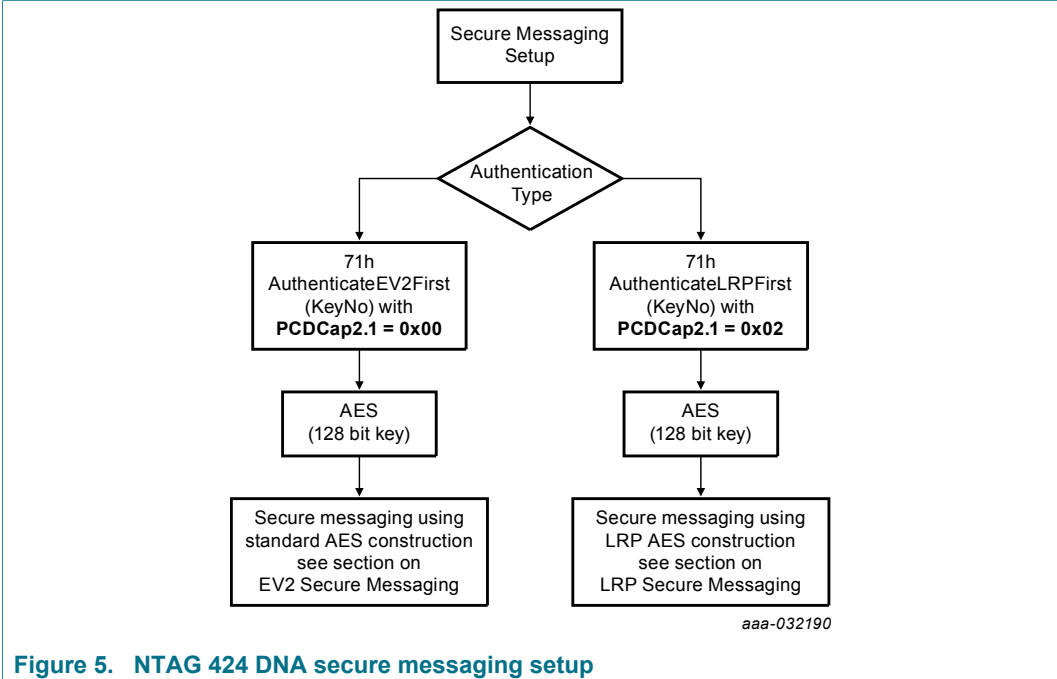 Secure Messaging
Setup
Authentication
Type
71h
AuthenticateEV2First
(KeyNo) with
PCDCap2.1 = 0x00
71h
AuthenticateLRPFirst
(KeyNo) with
PCDCap2.1 = 0x02
AES
(128 bit key)
AES
(128 bit key)
Secure messaging using
standard AES construction
see section on
EV2 Secure Messaging
Secure messaging using
LRP AES construction
see section on
LRP Secure Messaging
aaa-032190
Figure 5. NTAG 424 DNA secure messaging setup